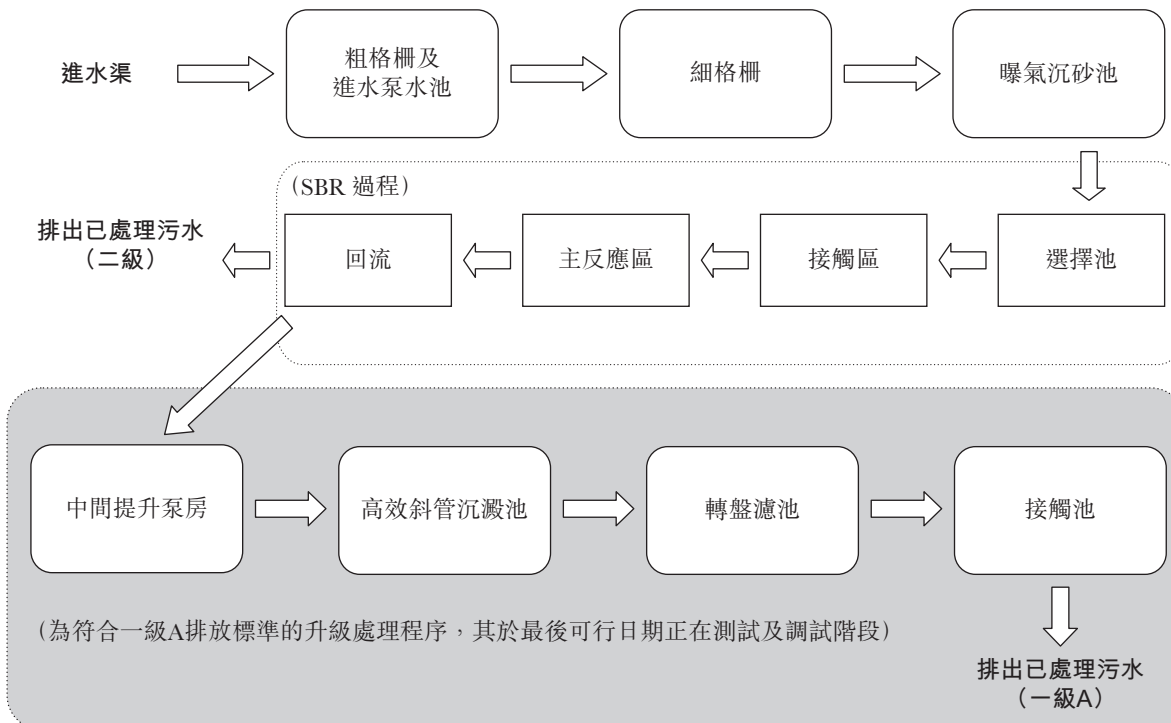 進水渠
粗格柵及
進水泵水池
細格柵
曝氣沉砂池
(SBR 過程)
排出已處理污水
(二級)
回流
主反應區
接觸區
選擇池
中間提升泵房
高效斜管沉澱池
轉盤濾池
接觸池
(為符合一級A排放標準的升級處理程序,其於最後可行日期正在測試及調試階段)
排出已處理污水
(一級A)